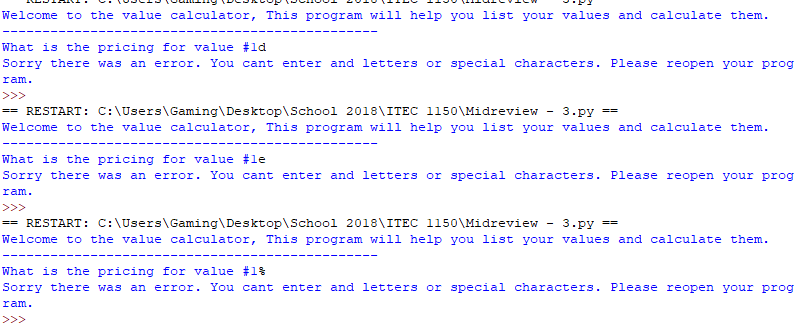 == RESTART: C:\Users\Gaming\Desktop\School 2018\ITEC 1150\Midreview - 3.py ==
Welcome to the value calculator, This program will help you list your values and calculate them.
-----------------------------------------------
What is the pricing for value #1d
Sorry there was an error. You cant enter and letters or special characters. Please reopen your prog
ram.
>>>
== RESTART: C:\Users\Gaming\Desktop\School 2018\ITEC 1150\Midreview - 3.py ==
Welcome to the value calculator, This program will help you list your values and calculate them.
-----------------------------------------------
What is the pricing for value #1e
Sorry there was an error. You cant enter and letters or special characters. Please reopen your prog
ram.
>>>
== RESTART: C:\Users\Gaming\Desktop\School 2018\ITEC 1150\Midreview - 3.py ==
Welcome to the value calculator, This program will help you list your values and calculate them.
-----------------------------------------------
What is the pricing for value #1%
Sorry there was an error. You cant enter and letters or special characters. Please reopen your prog
ram.
>>>